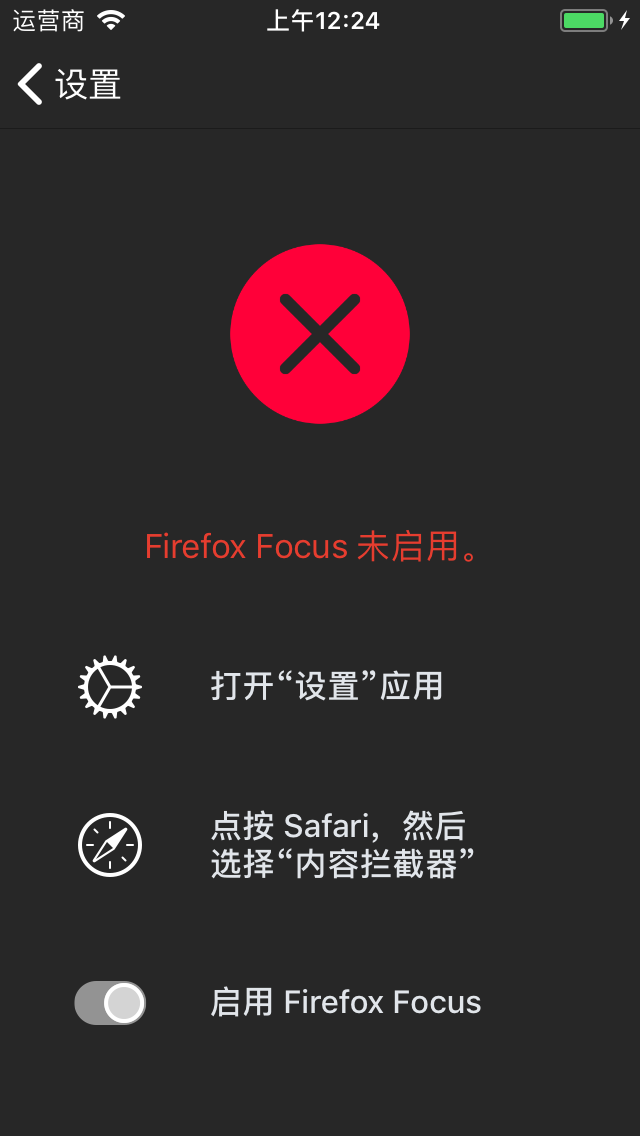 运营商
上午12:24
设置
Firefox Focus 未启用。
打开“设置”应用
点按 Safari，然后
选择“内容拦截器”
启用 Firefox Focus